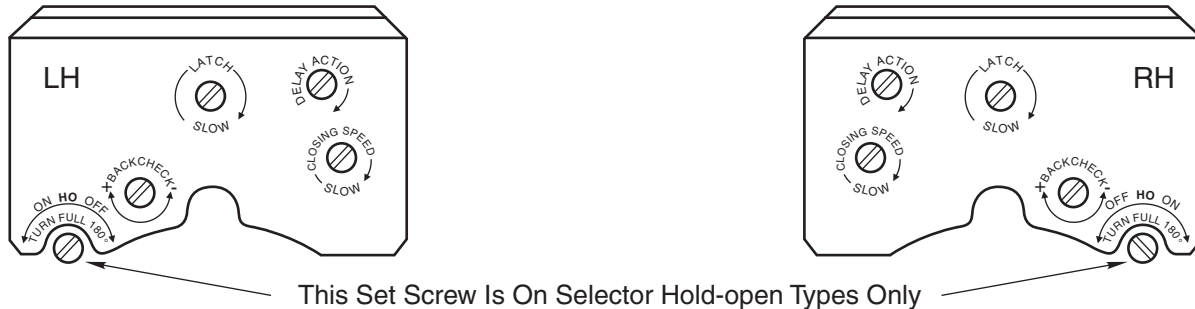 LH
LATCH
SLOW
DELAY ACTION
CLOSING SPEED
SLOW
+BACKCHECK-
ON HO OFF
TURN FULL 180°
RH
DELAY ACTION
LATCH
SLOW
CLOSING SPEED
SLOW
+BACKCHECK-
OFF HO ON
TURN FULL 180°
This Set Screw Is On Selector Hold-open Types Only